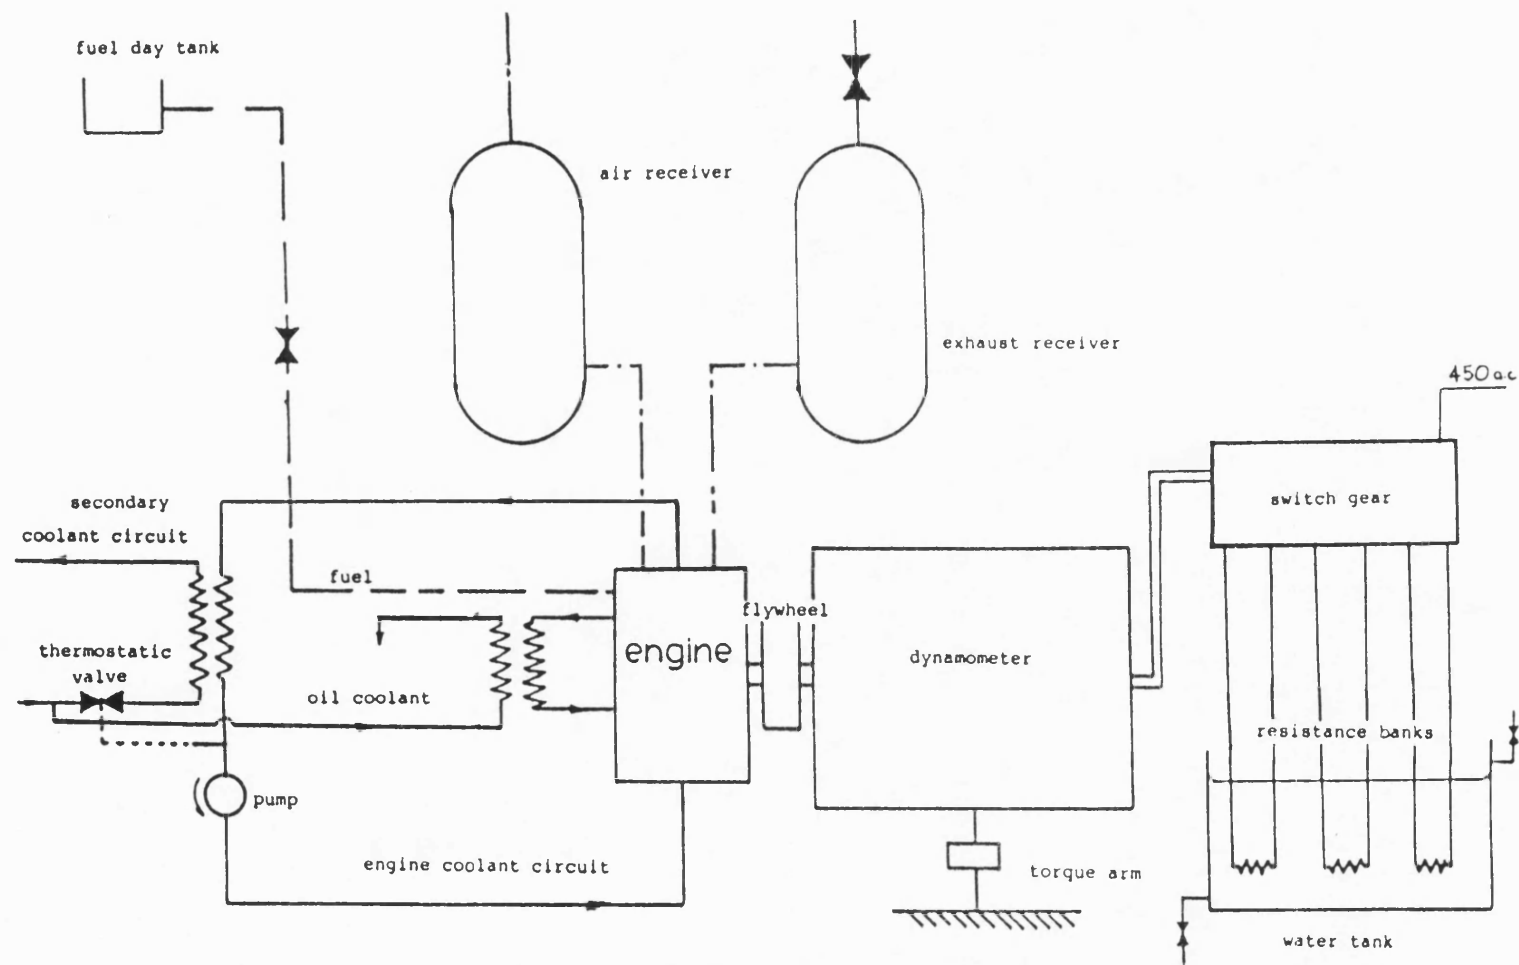 fuel day tank
air receiver
exhaust receiver
450 a.c
secondary
coolant circuit
switch gear
fuel
flywheel
engine
thermostatic
valve
dynamometer
oil coolant
resistance banks
pump
engine coolant circuit
torque arm
water tank